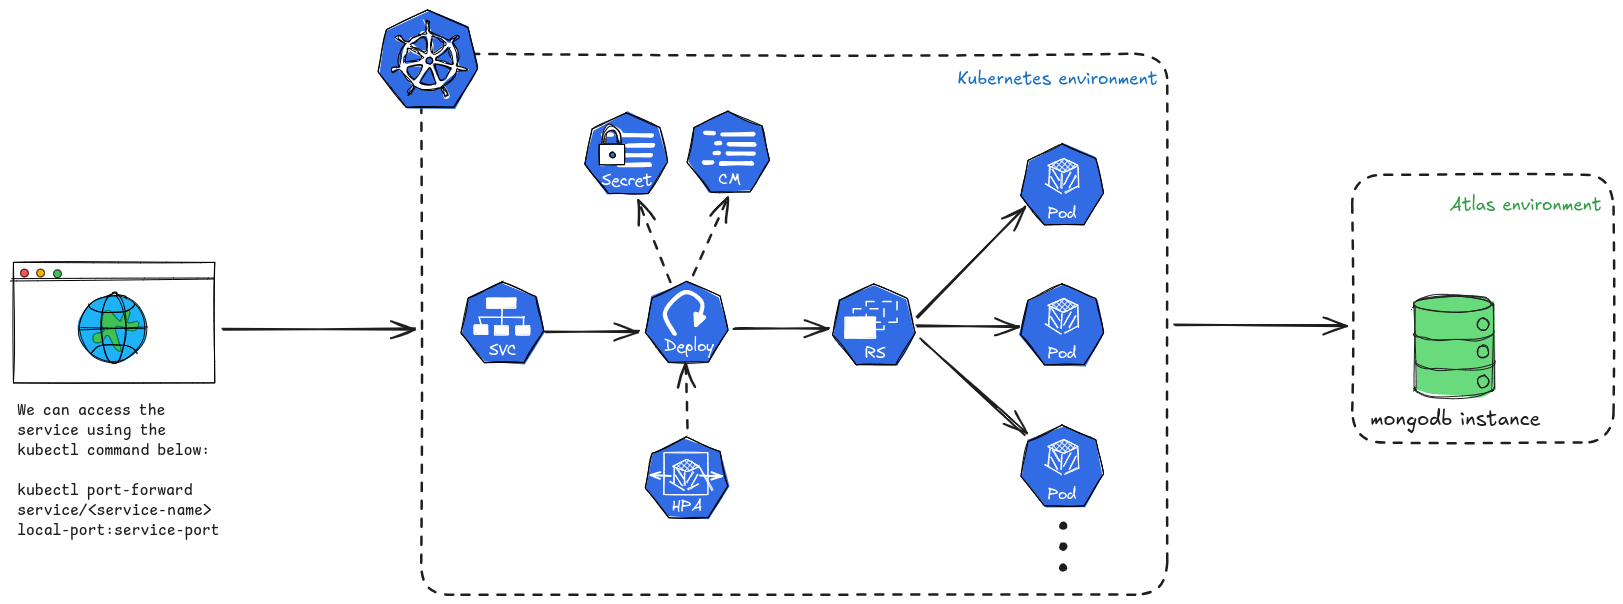 Kubernetes environment
Secret
CM
Pod
Atlas environment
SVC
Deploy
RS
Pod
mongodb instance
We can access the
service using the
kubectl command below:
kubectl port-forward
service/<service-name>
local-port:service-port
HPA
Pod